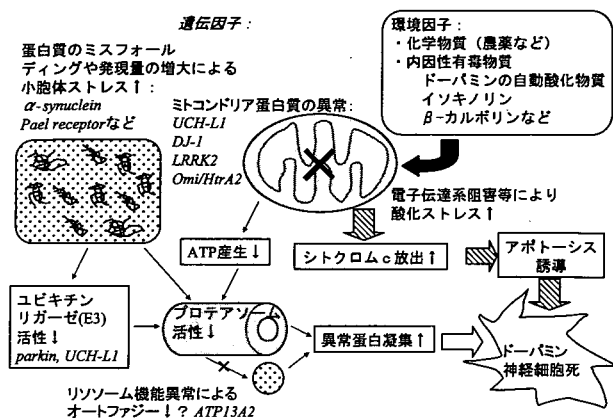 遺伝因子：
蛋白質のミスフォール
ディングや発現量の増大による
小胞体ストレス↑：
α-synuclein
Pael receptorなど
ミトコンドリア蛋白質の異常：
UCH-L1
DJ-1
LRRK2
Omi/HtrA2
環境因子：
・化学物質（農薬など）
・内因性有毒物質
ドーパミンの自動酸化物質
イソキノリン
β-カルボリンなど
電子伝達系阻害等により
酸化ストレス↑
ATP産生↓
シトクロムc放出↑
アポトーシス
誘導
ユビキチン
リガーゼ(E3)
活性↓
parkin, UCH-L1
プロテアソーム
活性↓
異常蛋白凝集↑
ドーパミン
神経細胞死
リソソーム機能異常による
オートファジー↓？ ATP13A2